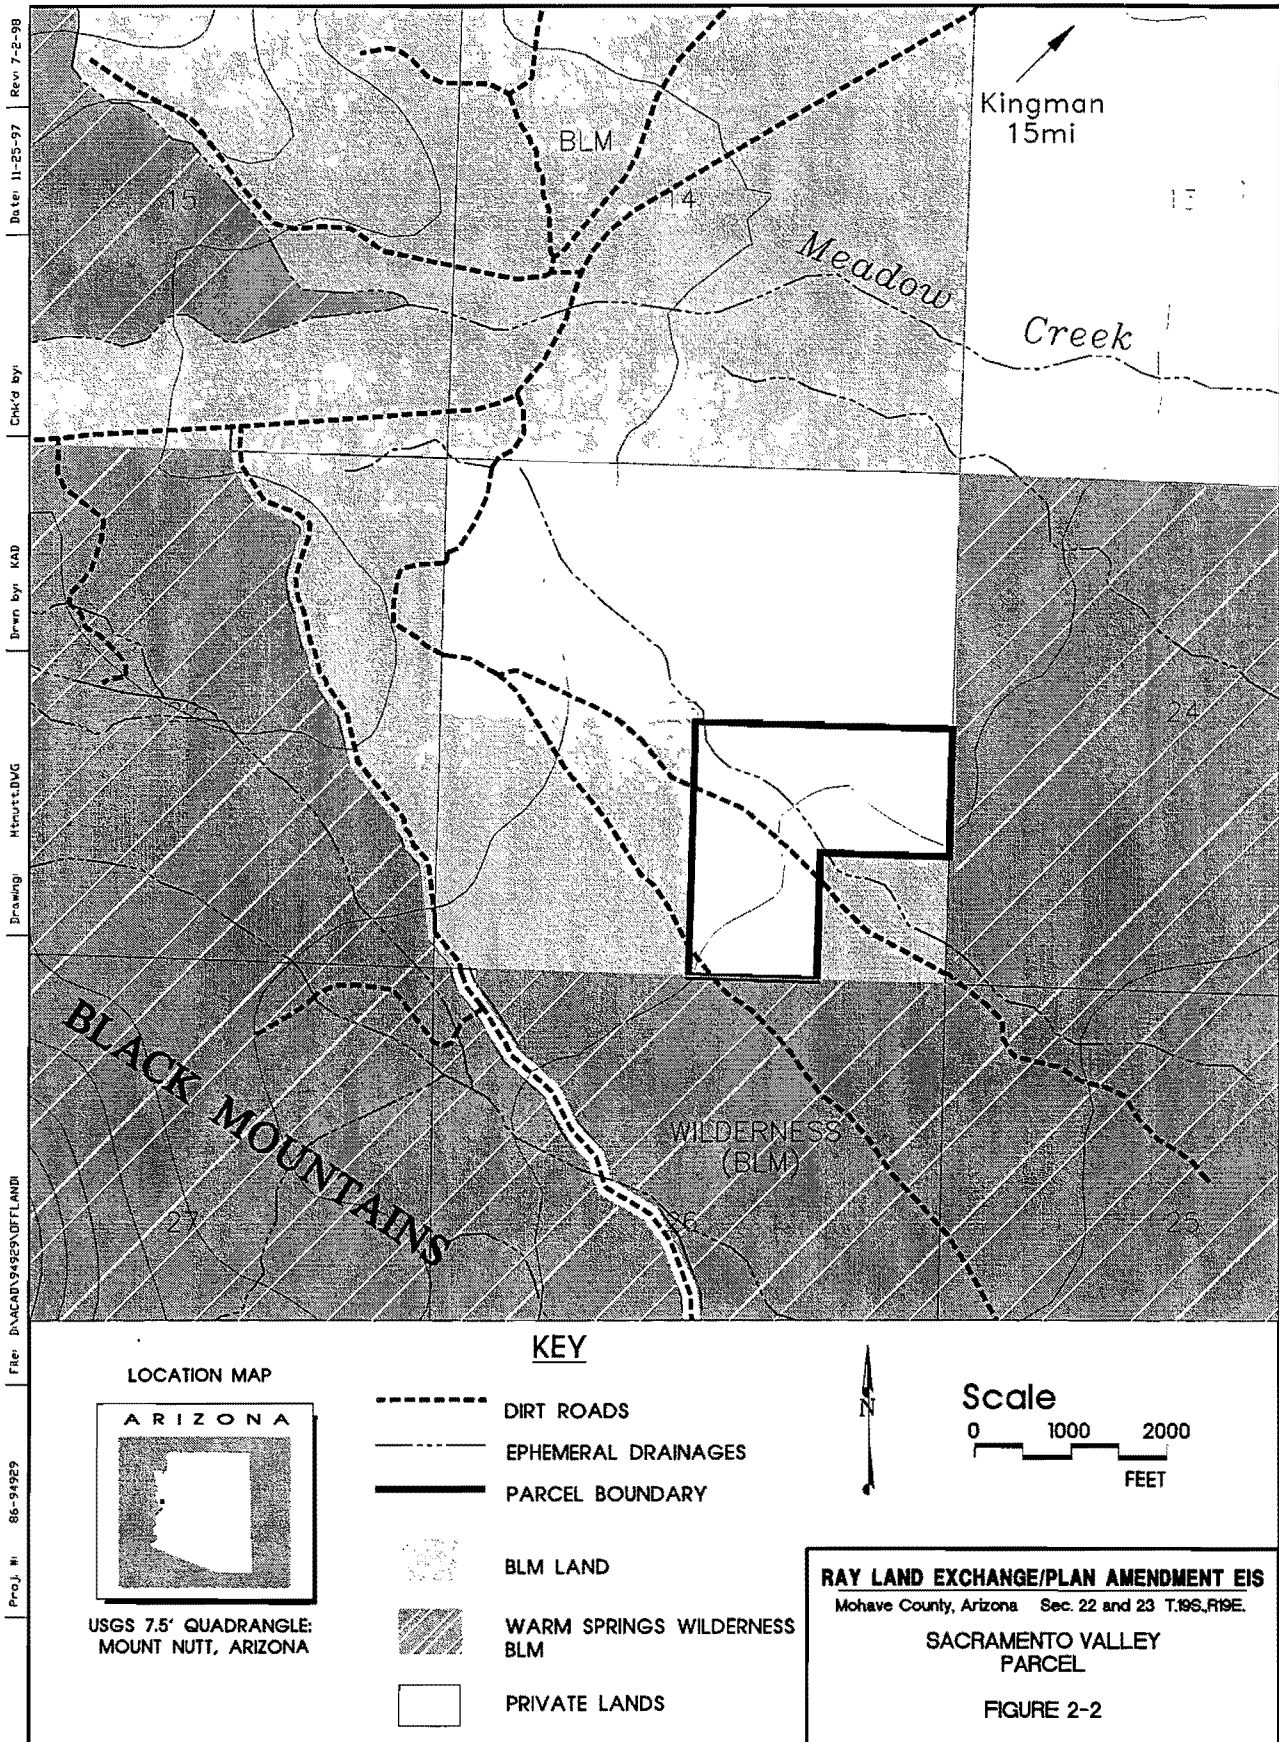 Kingman
15mi
BLM
15
14
Meadow
Creek
24
BLACK MOUNTAINS
WILDERNESS
(BLM)
27
26
25
Rev: 7-2-98
Date: 11-25-97
Chk'd by:
Drwn by: KAD
Drawing: Mtnutt.DWG
File: D:\ACAD\94929\OFFLAND\
Proj. #: 86-94929
LOCATION MAP
ARIZONA
USGS 7.5' QUADRANGLE:
MOUNT NUTT, ARIZONA
KEY
DIRT ROADS
EPHEMERAL DRAINAGES
PARCEL BOUNDARY
BLM LAND
WARM SPRINGS WILDERNESS
BLM
PRIVATE LANDS
N
Scale
0 1000 2000
FEET
RAY LAND EXCHANGE/PLAN AMENDMENT EIS
Mohave County, Arizona Sec. 22 and 23 T.19S.,R19E.
SACRAMENTO VALLEY
PARCEL
FIGURE 2-2